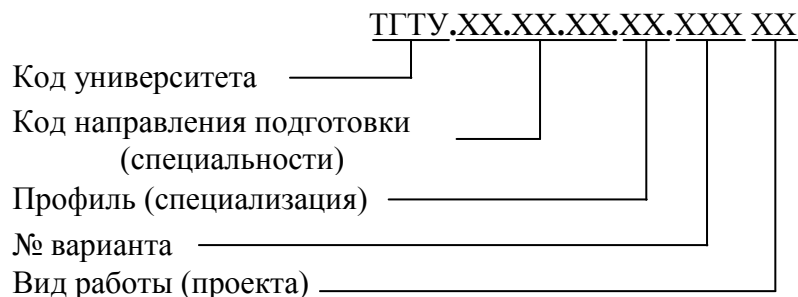 ТГТУ.ХХ.ХХ.ХХ.ХХ.ХХХ ХХ
Код университета
Код направления подготовки
(специальности)
Профиль (специализация)
№ варианта
Вид работы (проекта)